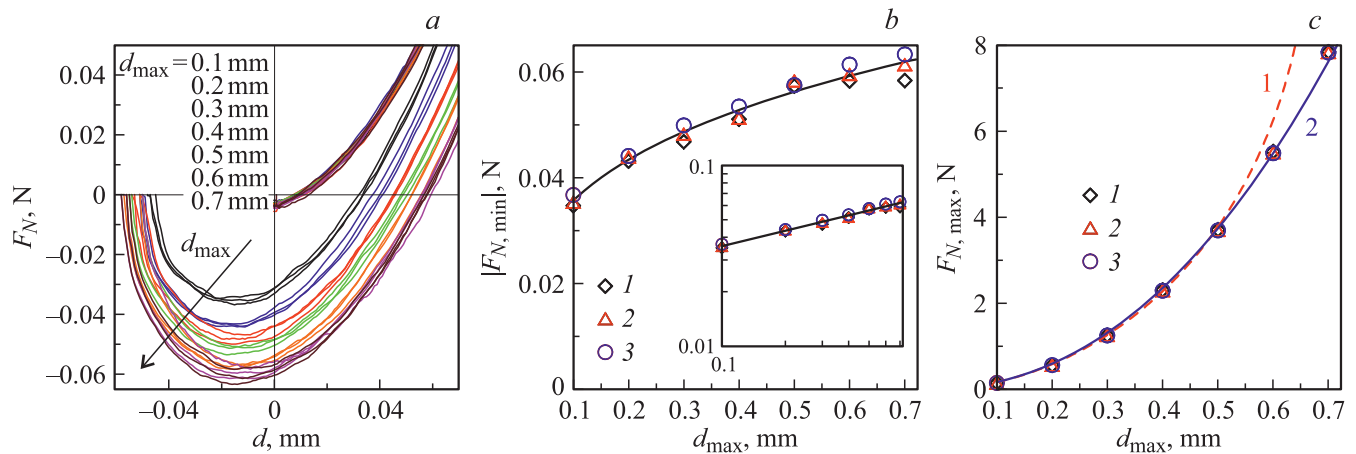 a
0.04
0.02
0
−0.02
−0.04
−0.06
F_N, N
d_max = 0.1 mm
0.2 mm
0.3 mm
0.4 mm
0.5 mm
0.6 mm
0.7 mm
d_max
−0.04
0
0.04
d, mm
b
0.06
0.04
0.02
0
|F_N, min|, N
1
2
3
0.1
0.01
0.1
0.1
0.2
0.3
0.4
0.5
0.6
0.7
d_max, mm
c
8
6
4
2
0
F_N, max, N
1
2
1
2
3
0.1
0.2
0.3
0.4
0.5
0.6
0.7
d_max, mm